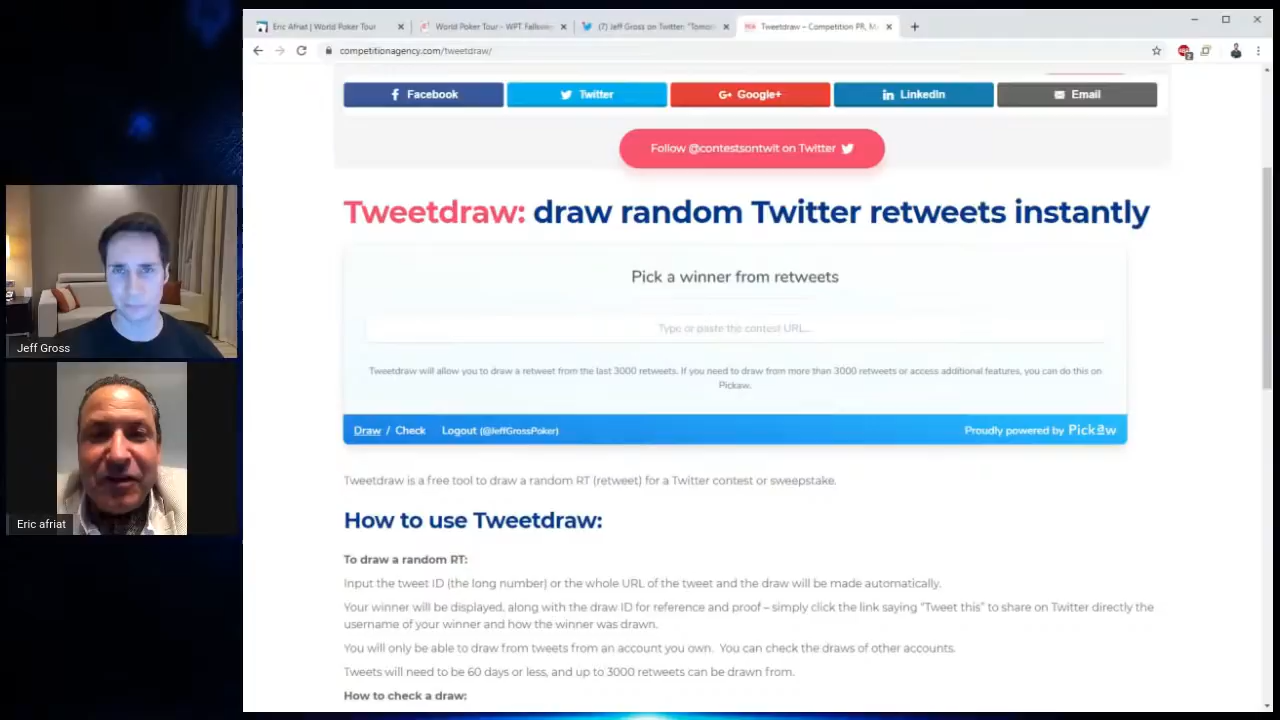 Eric Afriat | World Poker Tour
World Poker Tour - WPT Fallsview
(7) Jeff Gross on Twitter: "Tomo
Tweetdraw – Competition PR, M
competitionagency.com/tweetdraw/
Facebook
Twitter
Google+
LinkedIn
Email
Follow @contestsontwit on Twitter
Tweetdraw: draw random Twitter retweets instantly
Pick a winner from retweets
Type or paste the contest URL...
Tweetdraw will allow you to draw a retweet from the last 3000 retweets. If you need to draw from more than 3000 retweets or access additional features, you can do this on
Pickaw.
Draw / Check Logout (@JeffGrossPoker)
Proudly powered by Pickaw
Tweetdraw is a free tool to draw a random RT (retweet) for a Twitter contest or sweepstake.
How to use Tweetdraw:
To draw a random RT:
Input the tweet ID (the long number) or the whole URL of the tweet and the draw will be made automatically.
Your winner will be displayed, along with the draw ID for reference and proof – simply click the link saying "Tweet this" to share on Twitter directly the
username of your winner and how the winner was drawn.
You will only be able to draw from tweets from an account you own. You can check the draws of other accounts.
Tweets will need to be 60 days or less, and up to 3000 retweets can be drawn from.
How to check a draw:
Jeff Gross
Eric afriat